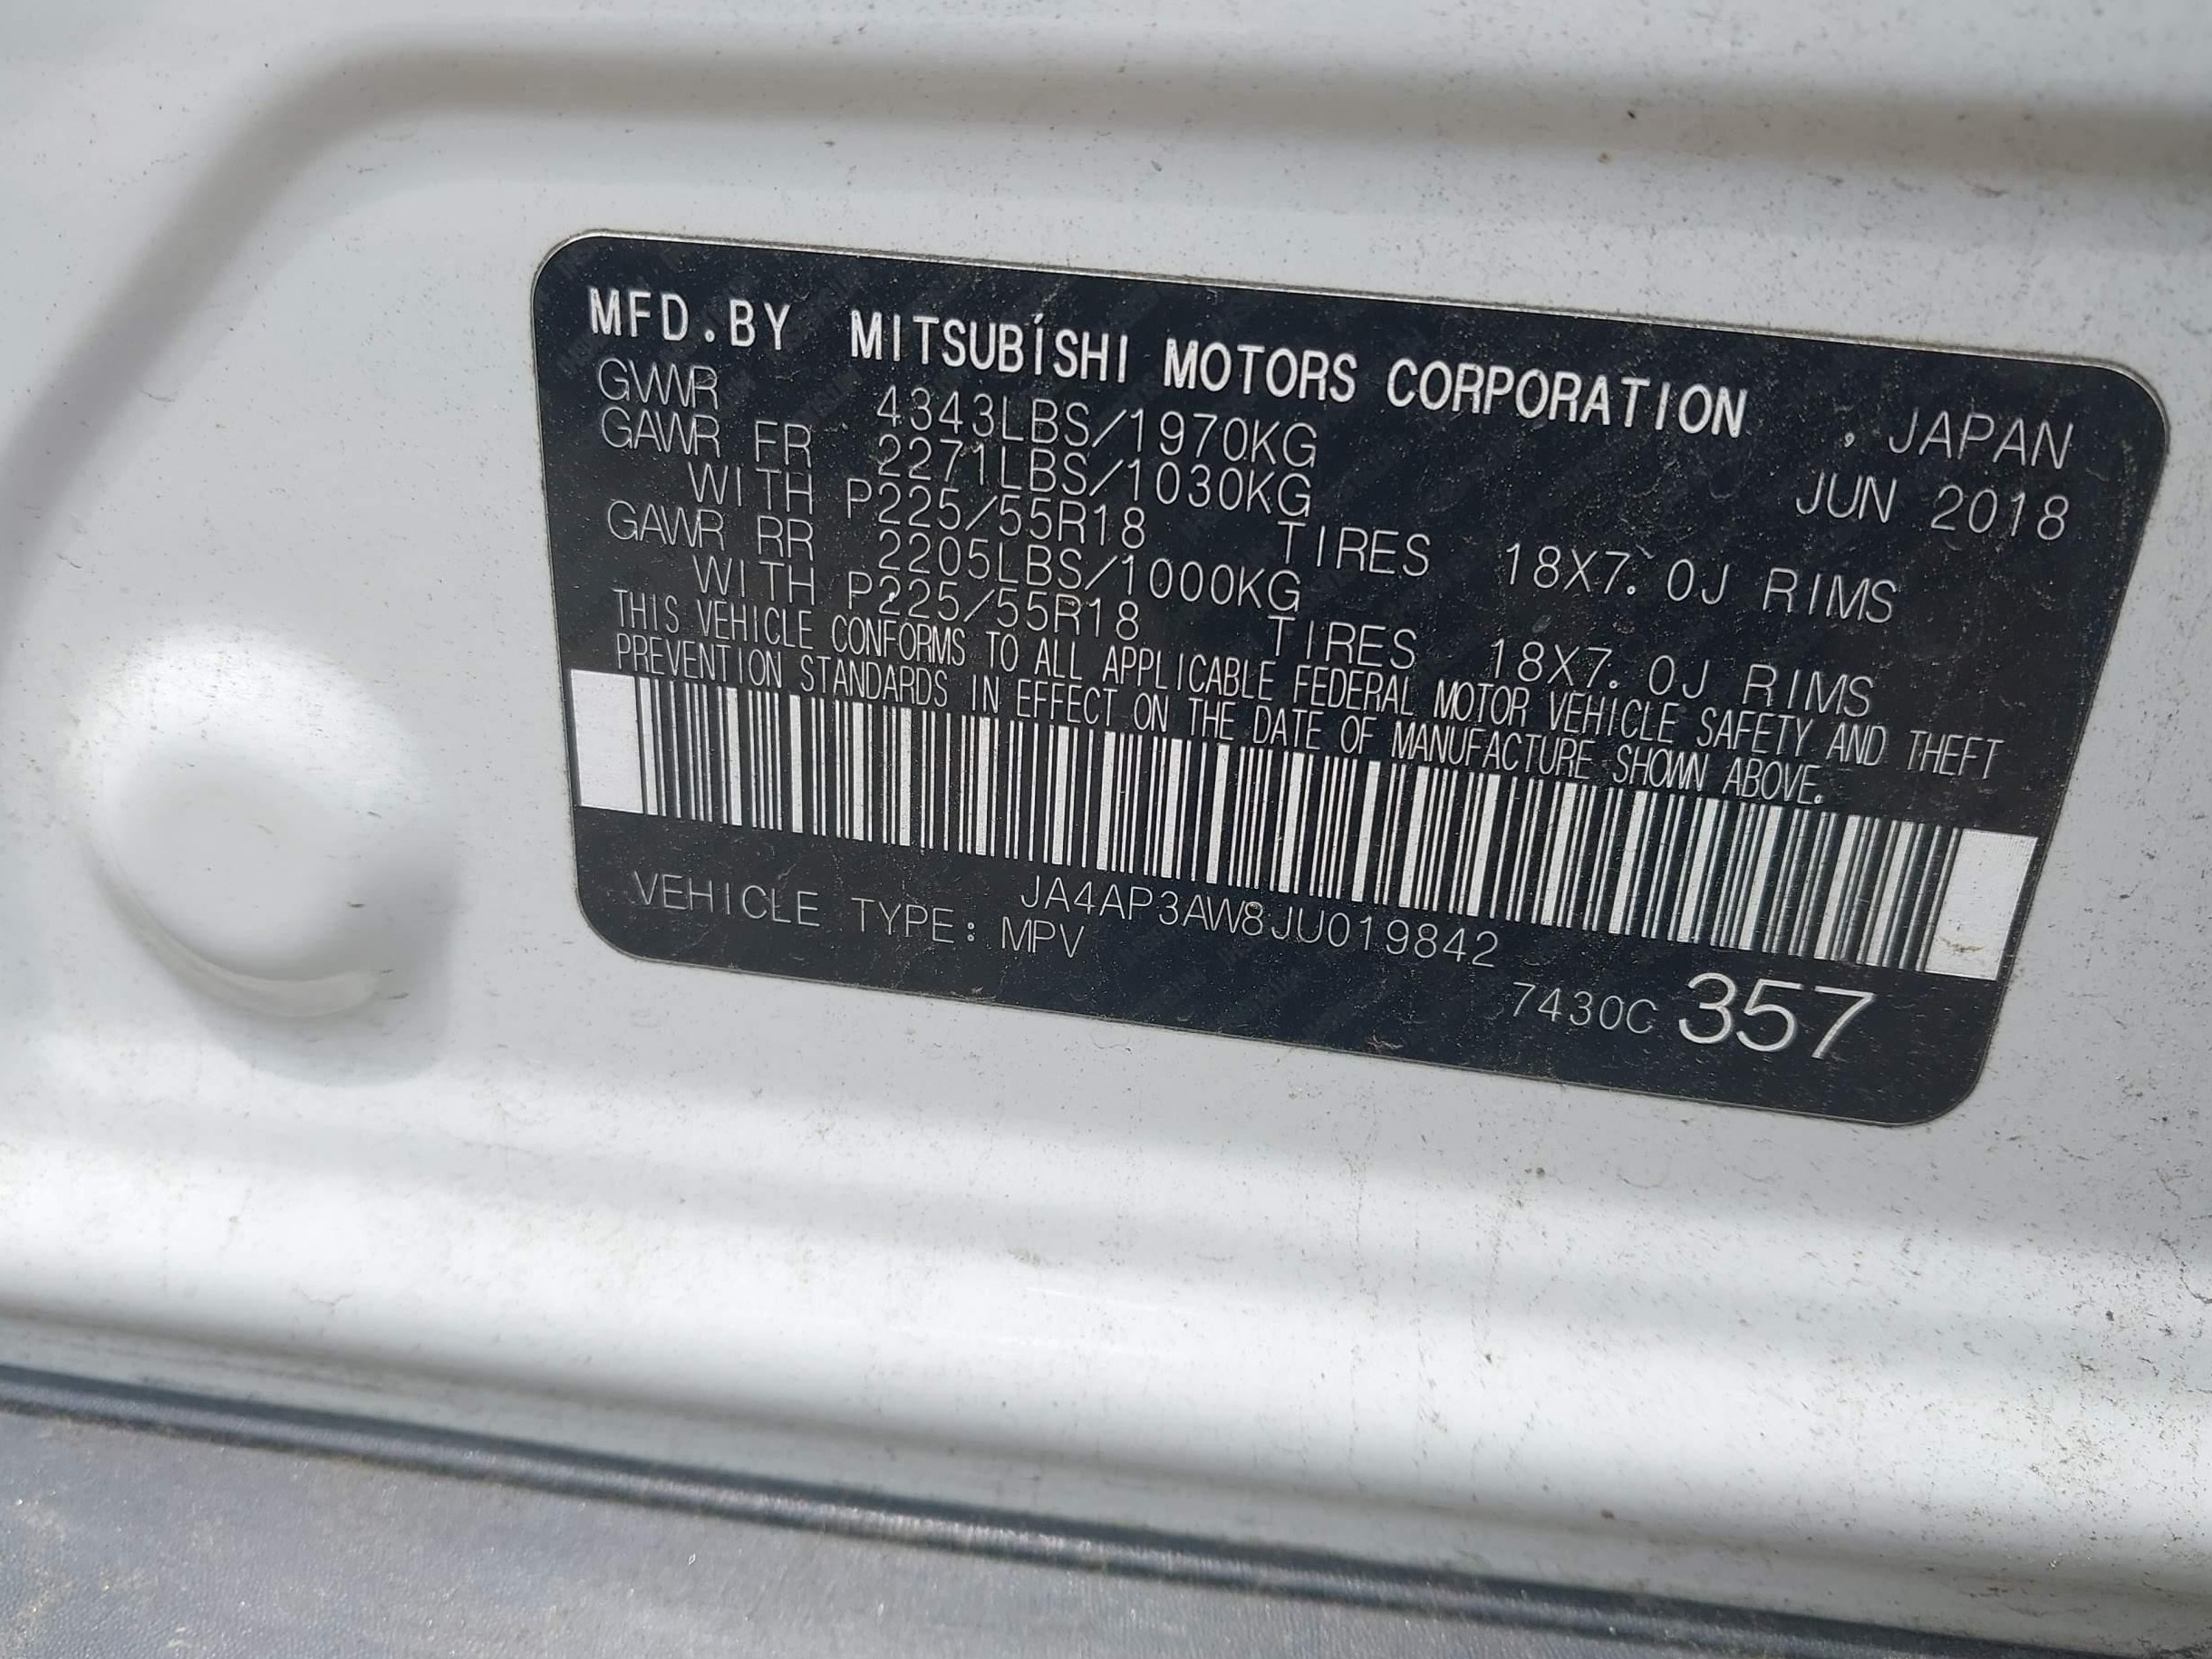 MFD.BY MITSUBISHI MOTORS CORPORATION , JAPAN
GVWR 4343LBS/1970KG JUN 2018
GAWR FR 2271LBS/1030KG
WITH P225/55R18 TIRES 18X7.0J RIMS
GAWR RR 2205LBS/1000KG
WITH P225/55R18 TIRES 18X7.0J RIMS
THIS VEHICLE CONFORMS TO ALL APPLICABLE FEDERAL MOTOR VEHICLE SAFETY AND THEFT
PREVENTION STANDARDS IN EFFECT ON THE DATE OF MANUFACTURE SHOWN ABOVE.
JA4AP3AW8JU019842
VEHICLE TYPE: MPV
7430C 357